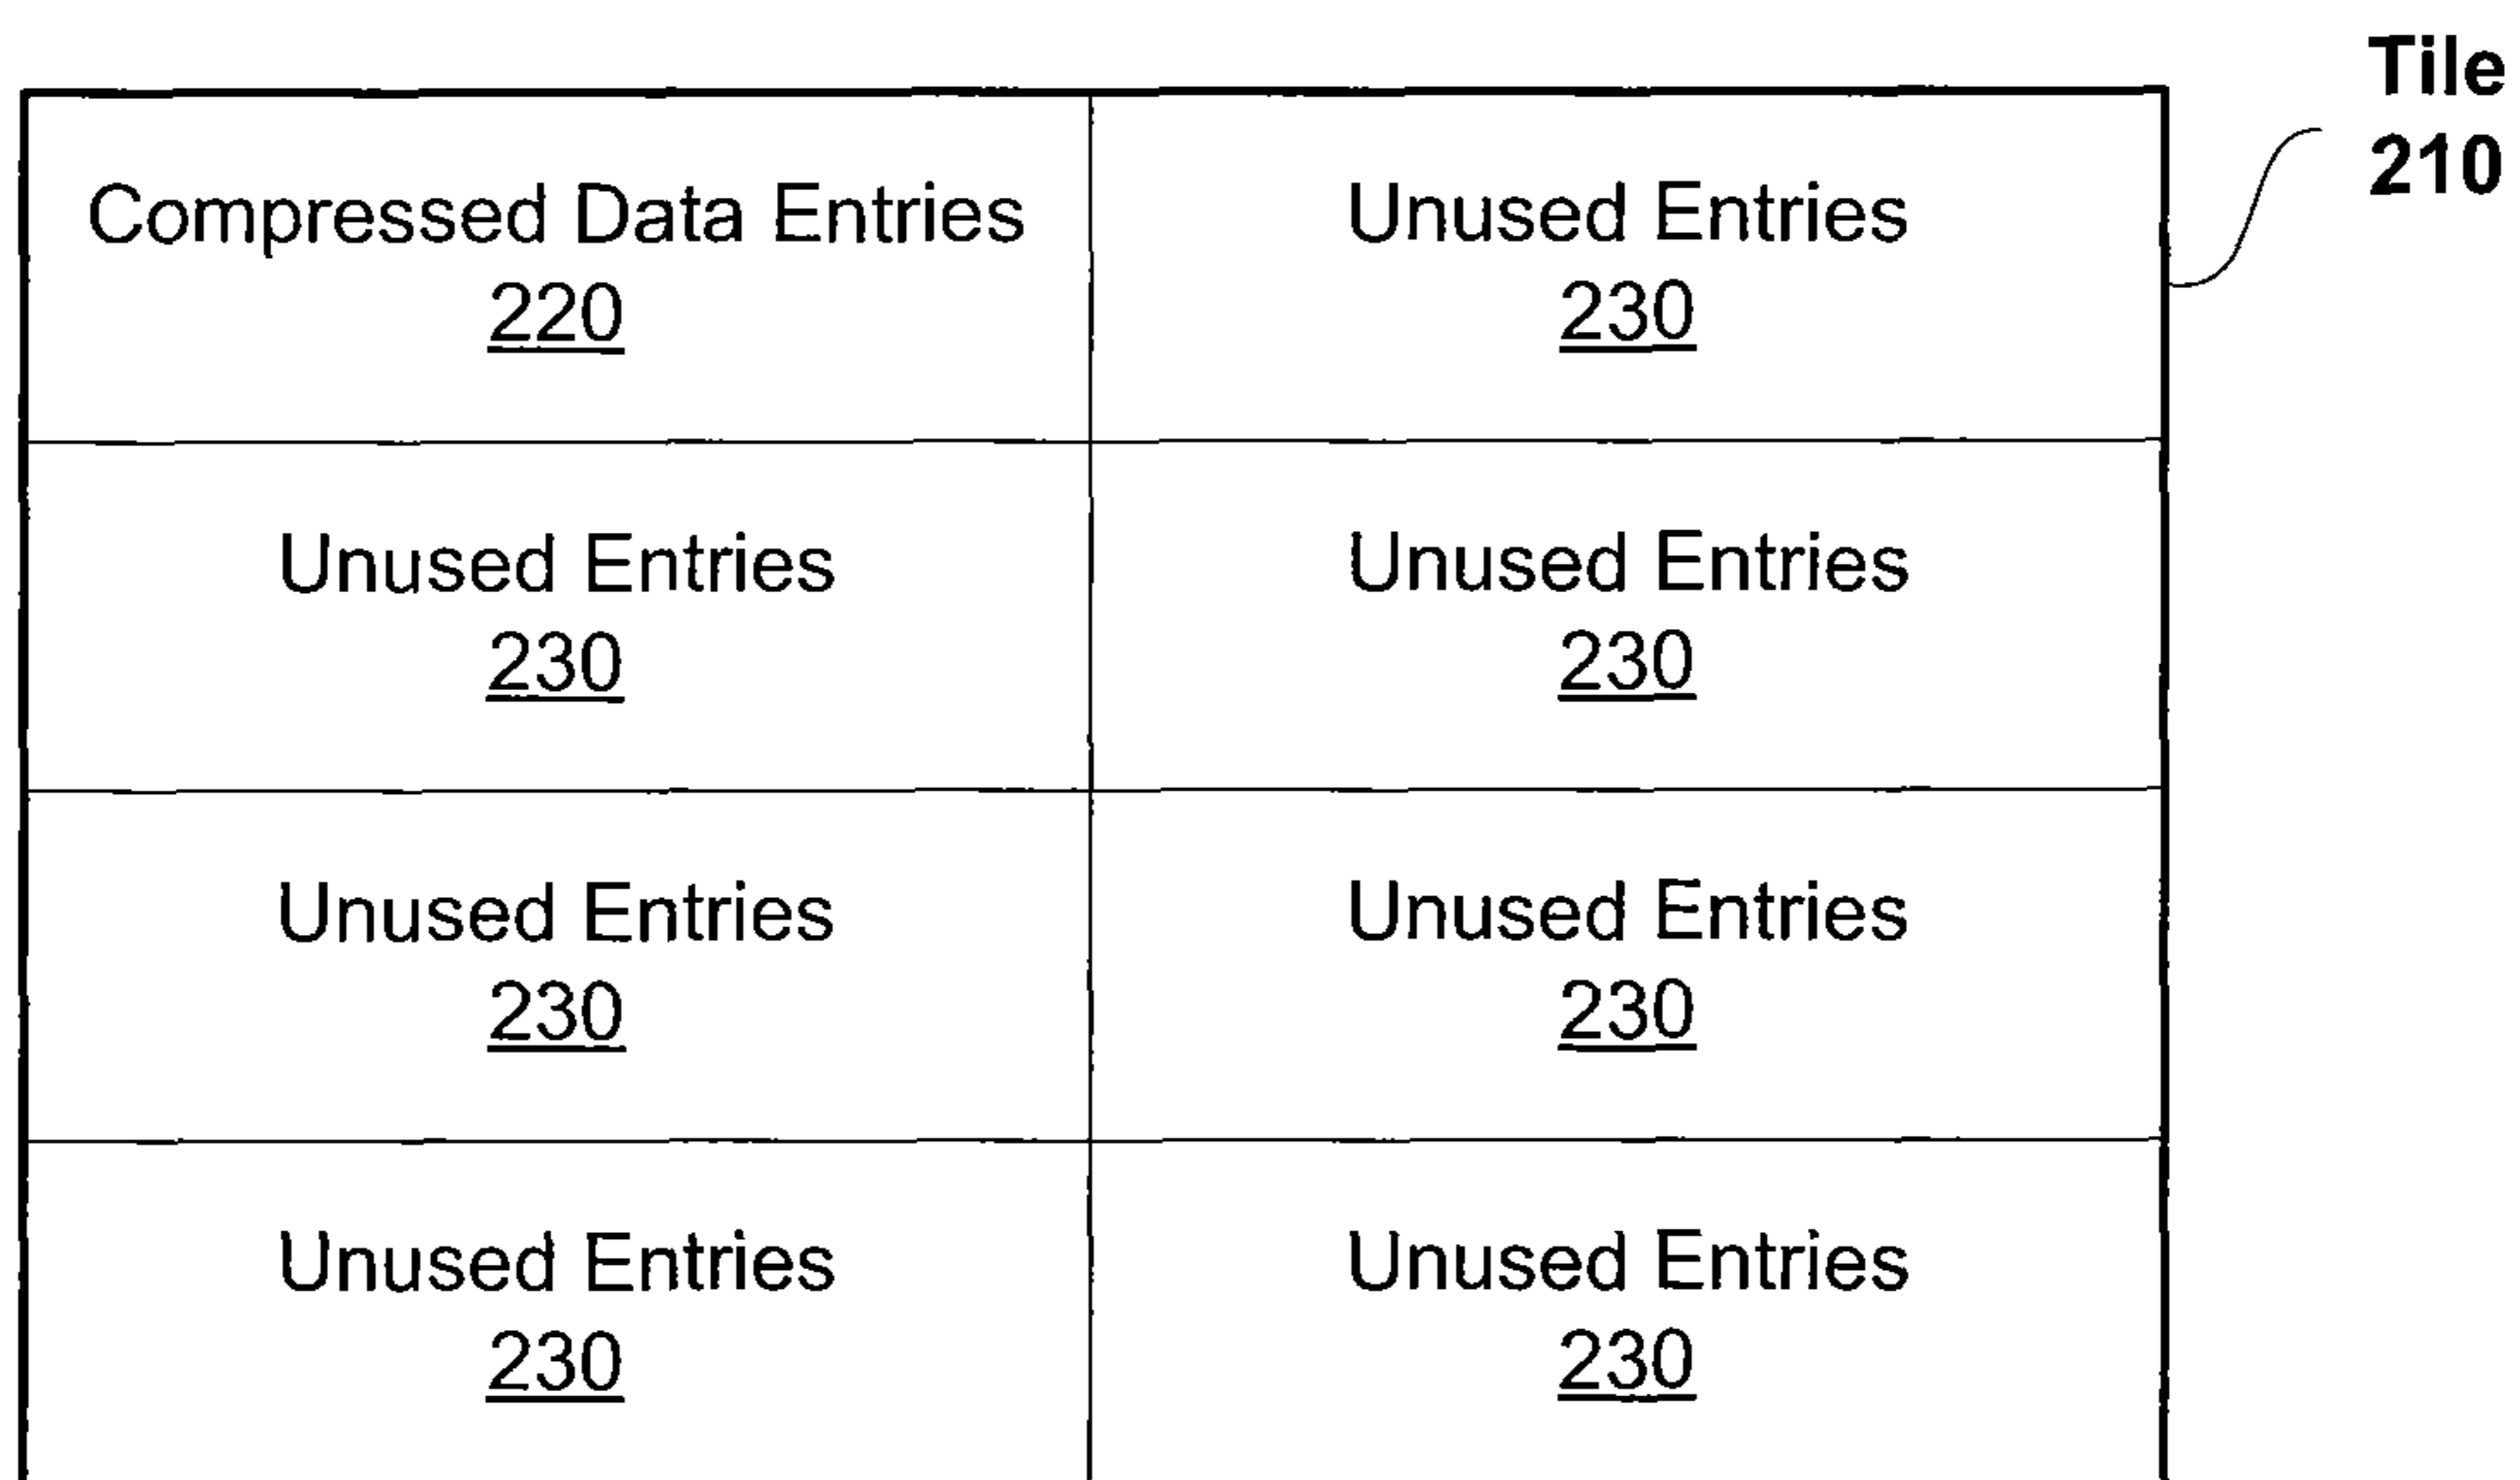 Tile
210
Compressed Data Entries
220
Unused Entries
230
Unused Entries
230
Unused Entries
230
Unused Entries
230
Unused Entries
230
Unused Entries
230
Unused Entries
230